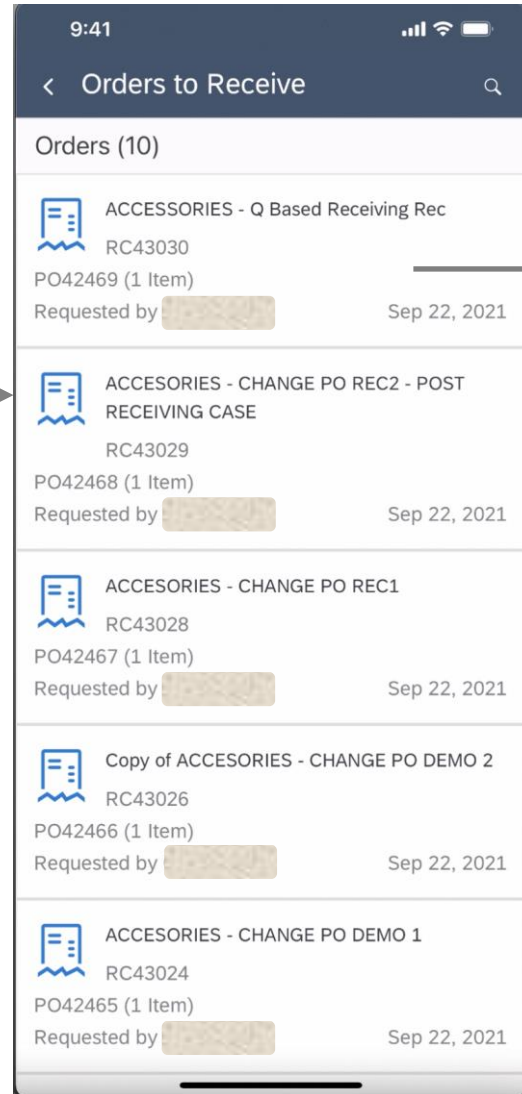 9:41
Orders to Receive
Orders (10)
ACCESSORIES - Q Based Receiving Rec
RC43030
PO42469 (1 Item)
Requested by
Sep 22, 2021
ACCESORIES - CHANGE PO REC2 - POST
RECEIVING CASE
RC43029
PO42468 (1 Item)
Requested by
Sep 22, 2021
ACCESORIES - CHANGE PO REC1
RC43028
PO42467 (1 Item)
Requested by
Sep 22, 2021
Copy of ACCESORIES - CHANGE PO DEMO 2
RC43026
PO42466 (1 Item)
Requested by
Sep 22, 2021
ACCESORIES - CHANGE PO DEMO 1
RC43024
PO42465 (1 Item)
Requested by
Sep 22, 2021